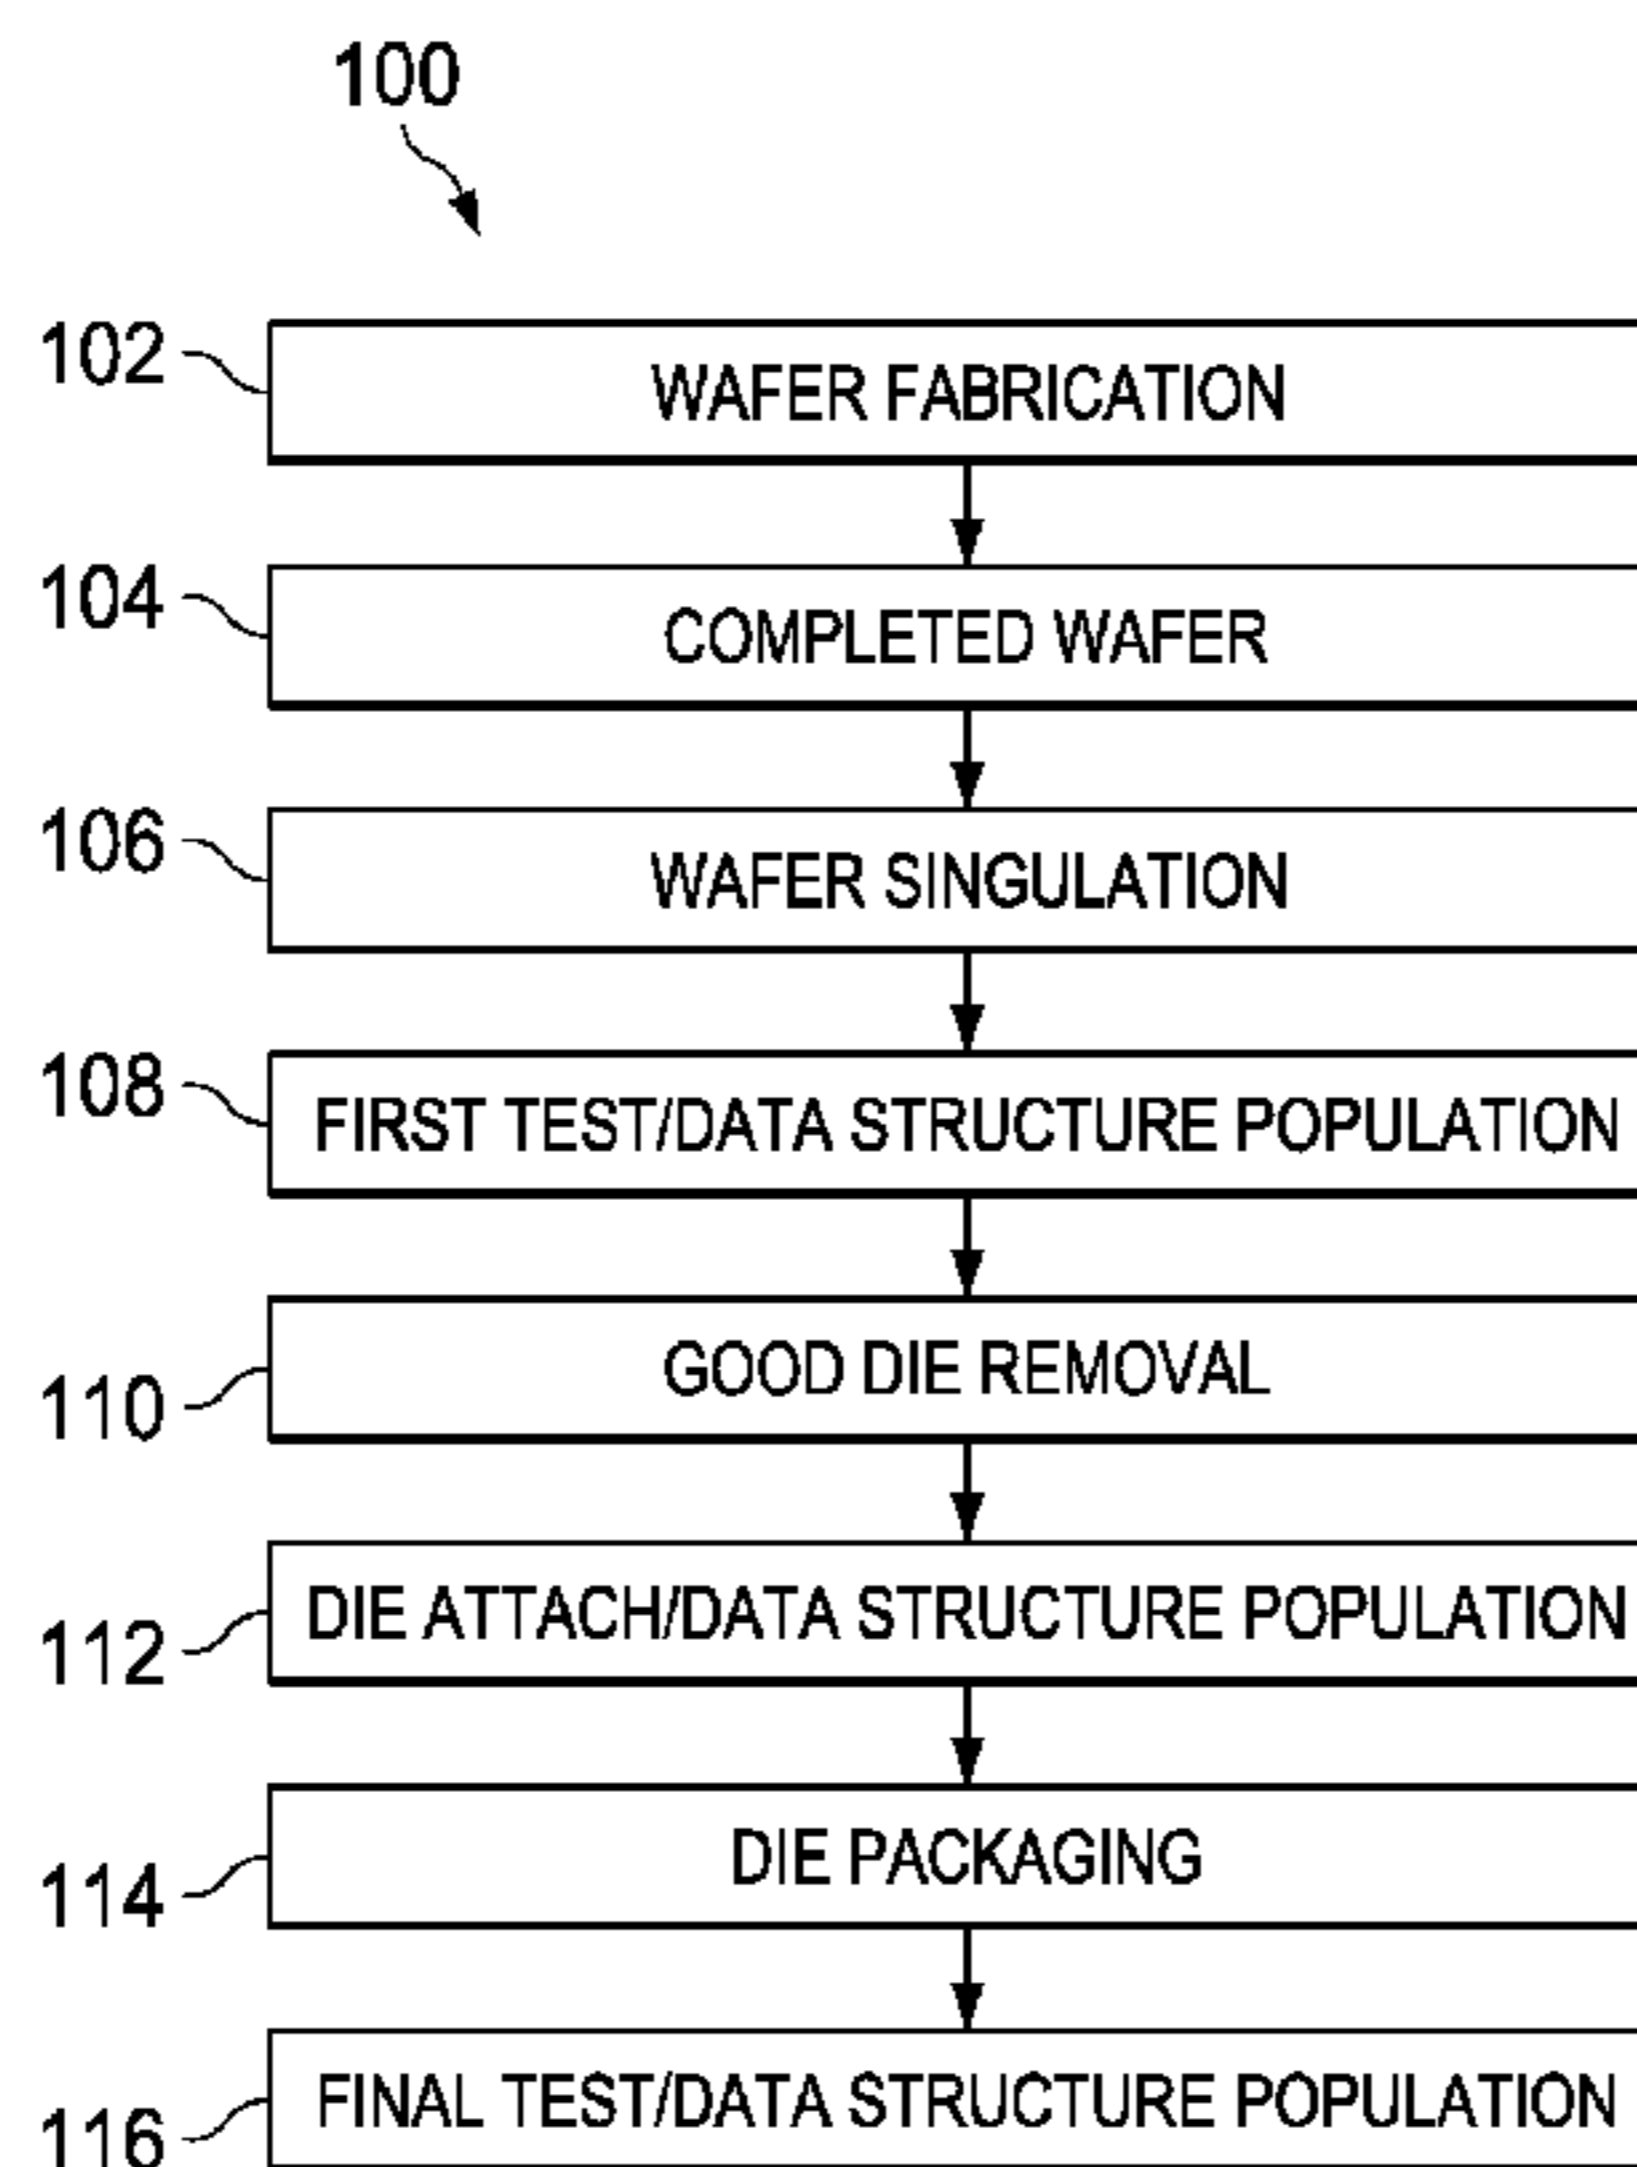 100
102 WAFER FABRICATION
104 COMPLETED WAFER
106 WAFER SINGULATION
108 FIRST TEST/DATA STRUCTURE POPULATION
110 GOOD DIE REMOVAL
112 DIE ATTACH/DATA STRUCTURE POPULATION
114 DIE PACKAGING
116 FINAL TEST/DATA STRUCTURE POPULATION